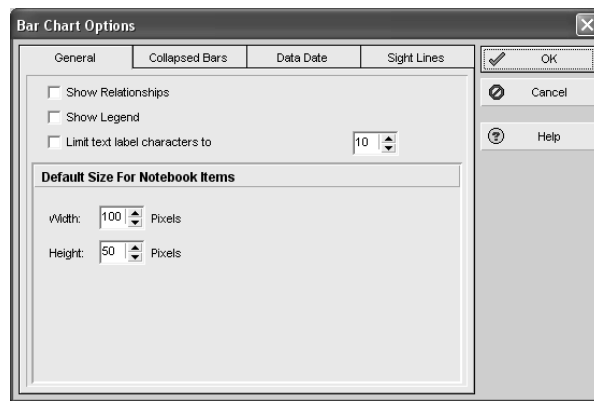 Bar Chart Options
General Collapsed Bars Data Date Sight Lines
OK
Show Relationships
Cancel
Show Legend
Limit text label characters to 10
Help
Default Size For Notebook Items
Width: 100 Pixels
Height: 50 Pixels